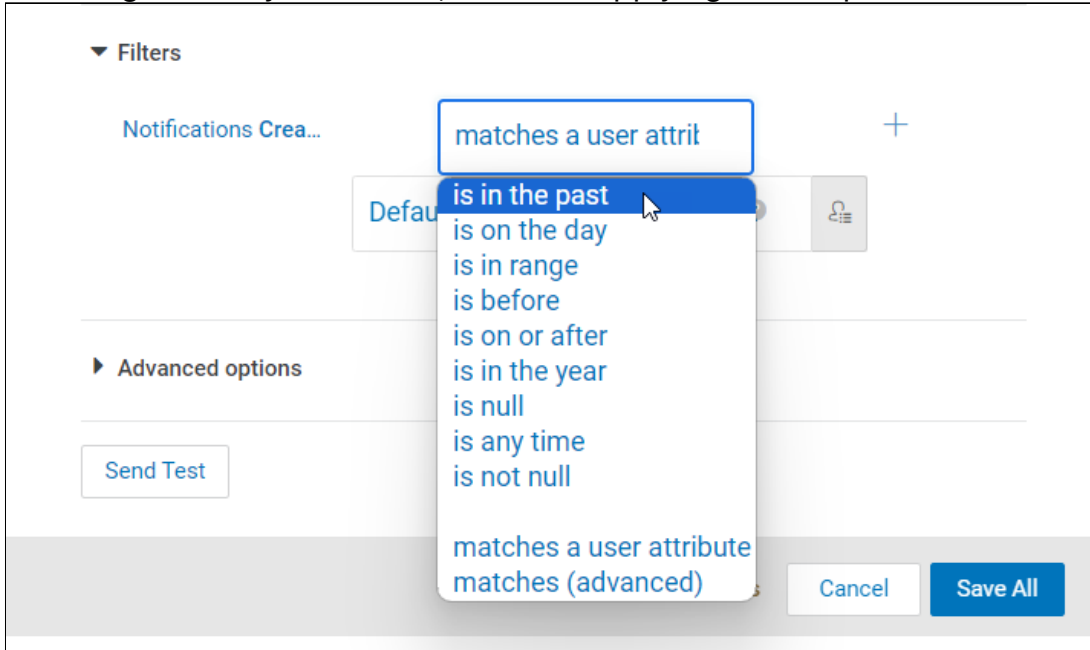 Filters
Notifications Crea...
matches a user attrib
Defau
is in the past
is on the day
is in range
is before
is on or after
is in the year
is null
is any time
is not null
matches a user attribute
matches (advanced)
Advanced options
Send Test
s
Cancel
Save All